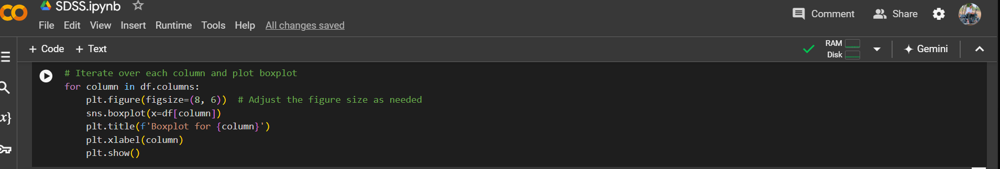 SDSS.ipynb
File Edit View Insert Runtime Tools Help All changes saved
Comment Share
+ Code + Text
RAM
Disk
Gemini
# Iterate over each column and plot boxplot
for column in df.columns:
    plt.figure(figsize=(8, 6))  # Adjust the figure size as needed
    sns.boxplot(x=df[column])
    plt.title(f'Boxplot for {column}')
    plt.xlabel(column)
    plt.show()
x}